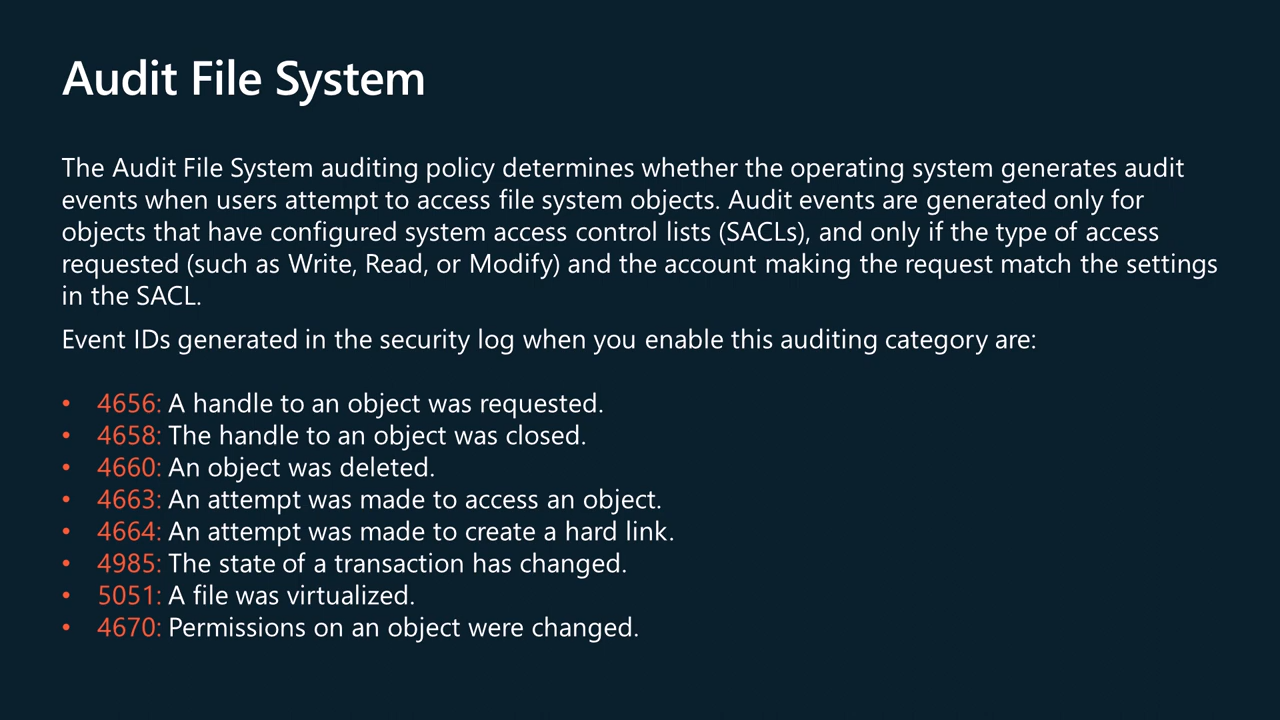 Audit File System
The Audit File System auditing policy determines whether the operating system generates audit
events when users attempt to access file system objects. Audit events are generated only for
objects that have configured system access control lists (SACLs), and only if the type of access
requested (such as Write, Read, or Modify) and the account making the request match the settings
in the SACL.
Event IDs generated in the security log when you enable this auditing category are:
• 4656: A handle to an object was requested.
• 4658: The handle to an object was closed.
• 4660: An object was deleted.
• 4663: An attempt was made to access an object.
• 4664: An attempt was made to create a hard link.
• 4985: The state of a transaction has changed.
• 5051: A file was virtualized.
• 4670: Permissions on an object were changed.